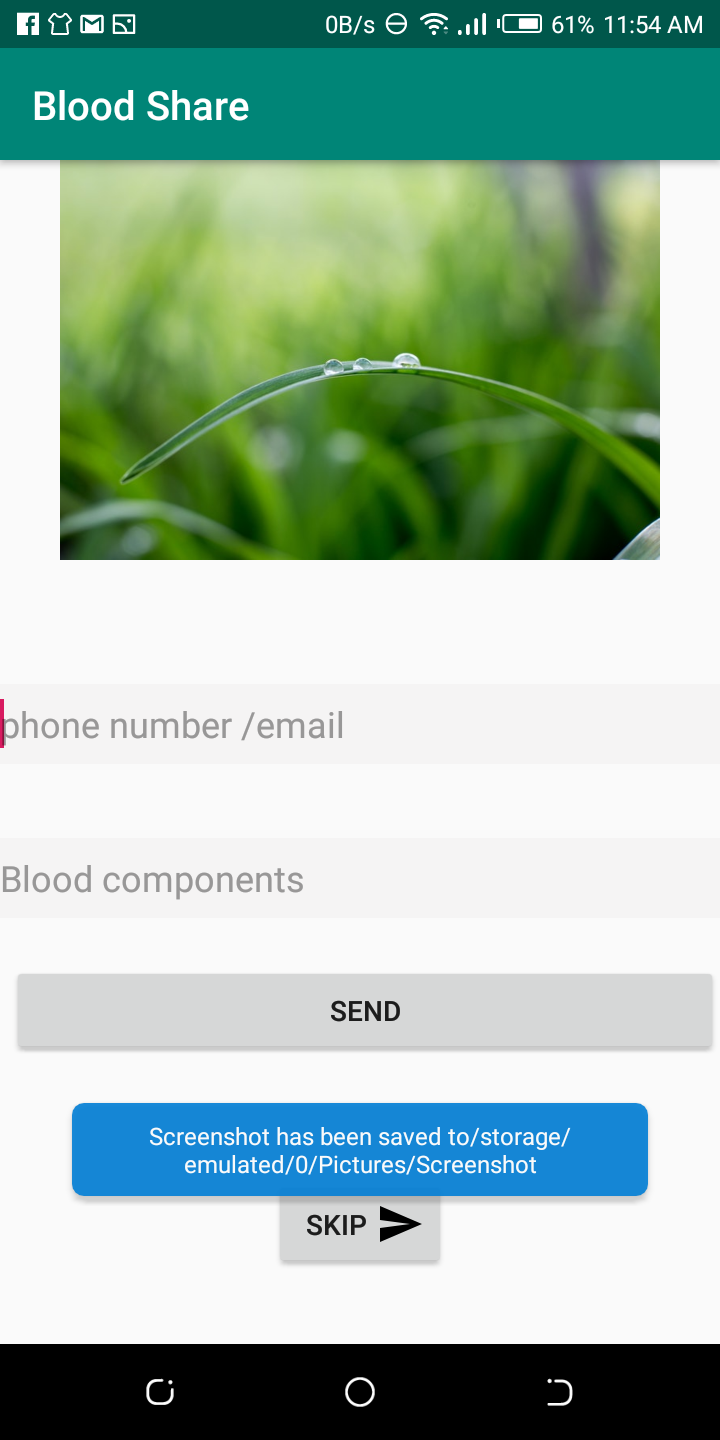 0B/s 61% 11:54 AM
Blood Share
phone number /email
Blood components
SEND
Screenshot has been saved to/storage/
emulated/0/Pictures/Screenshot
SKIP